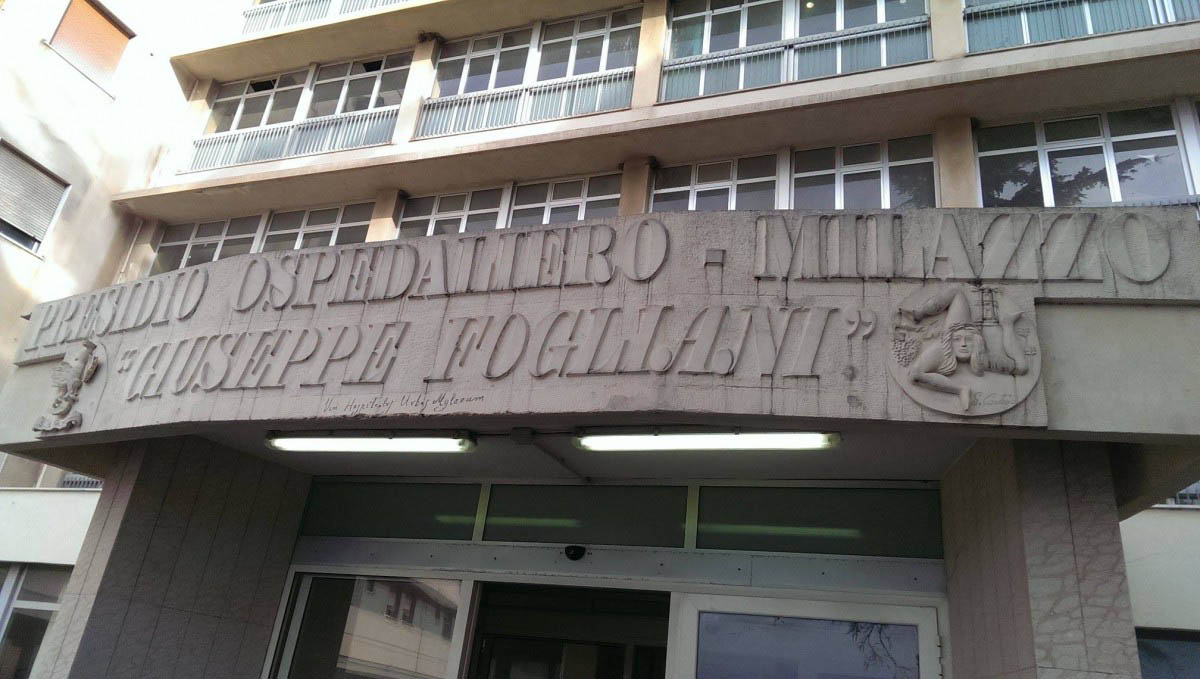 PRESIDIO OSPEDALIERO - MILAZZO
"GIUSEPPE FOGLIANI"